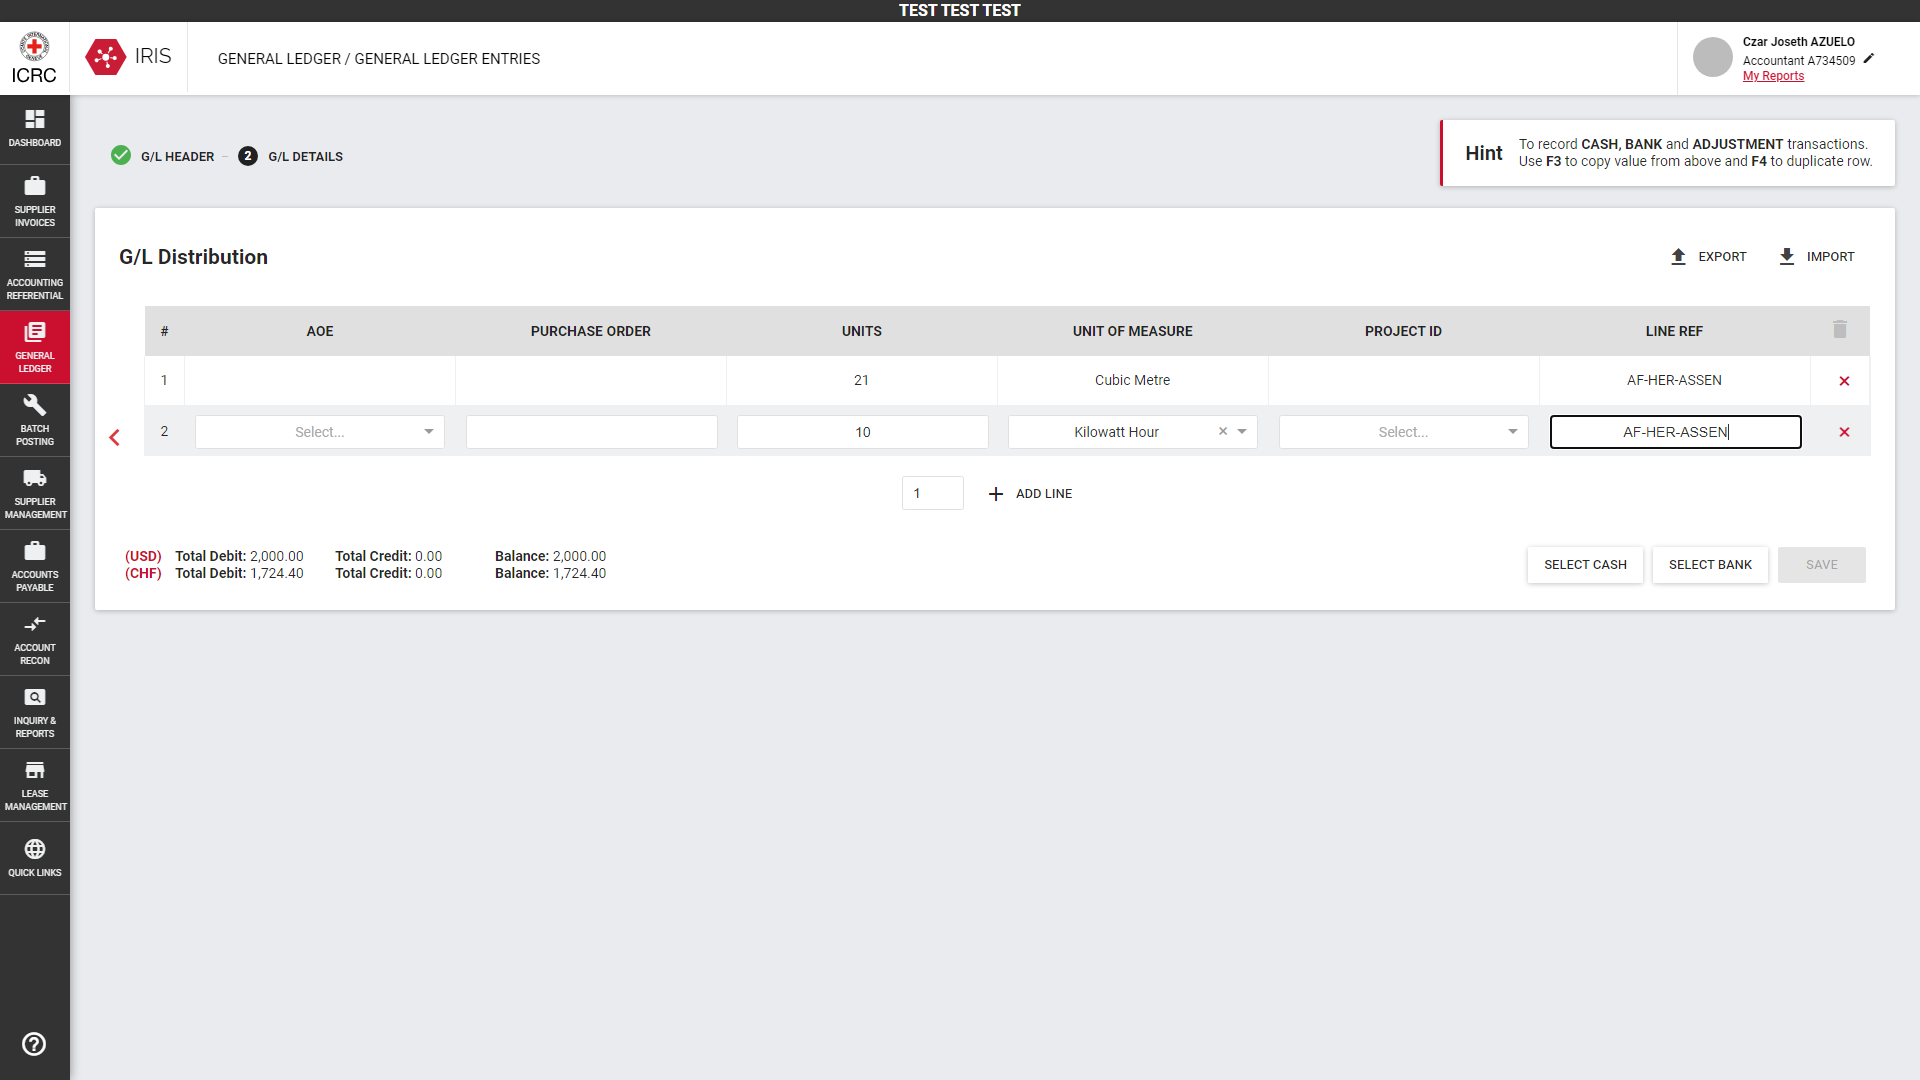 TEST TEST TEST
ICRC
IRIS
GENERAL LEDGER / GENERAL LEDGER ENTRIES
Czar Joseth AZUELO
Accountant A734509
My Reports
DASHBOARD
SUPPLIER
INVOICES
ACCOUNTING
REFERENTIAL
GENERAL
LEDGER
BATCH
POSTING
SUPPLIER
MANAGEMENT
ACCOUNTS
PAYABLE
ACCOUNT
RECON
INQUIRY &
REPORTS
LEASE
MANAGEMENT
QUICK LINKS
G/L HEADER – 2 G/L DETAILS
Hint
To record CASH, BANK and ADJUSTMENT transactions.
Use F3 to copy value from above and F4 to duplicate row.
G/L Distribution
EXPORT IMPORT
# AOE PURCHASE ORDER UNITS UNIT OF MEASURE PROJECT ID LINE REF
1 21 Cubic Metre AF-HER-ASSEN
2 Select... 10 Kilowatt Hour Select... AF-HER-ASSEN
1 ADD LINE
(USD) Total Debit: 2,000.00 Total Credit: 0.00 Balance: 2,000.00
(CHF) Total Debit: 1,724.40 Total Credit: 0.00 Balance: 1,724.40
SELECT CASH SELECT BANK SAVE